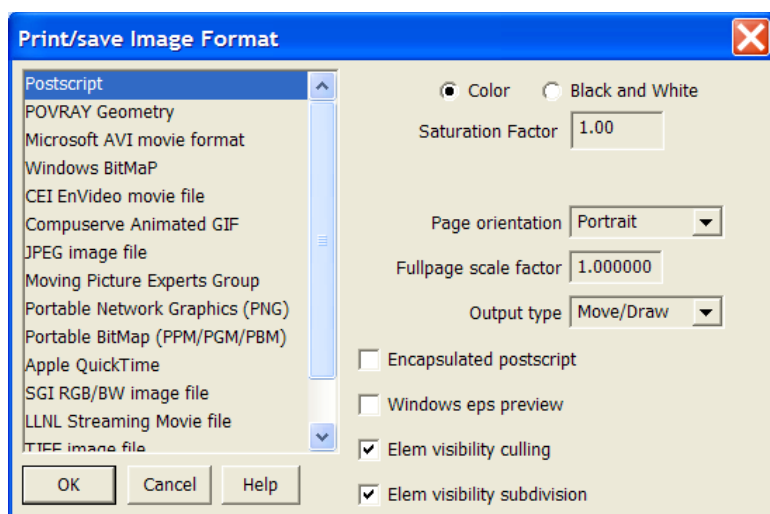 Print/save Image Format
Postscript
POVRAY Geometry
Microsoft AVI movie format
Windows BitMaP
CEI EnVideo movie file
Compuserve Animated GIF
JPEG image file
Moving Picture Experts Group
Portable Network Graphics (PNG)
Portable BitMap (PPM/PGM/PBM)
Apple QuickTime
SGI RGB/BW image file
LLNL Streaming Movie file
TIFF image file
OK Cancel Help
Color Black and White
Saturation Factor 1.00
Page orientation Portrait
Fullpage scale factor 1.000000
Output type Move/Draw
Encapsulated postscript
Windows eps preview
Elem visibility culling
Elem visibility subdivision